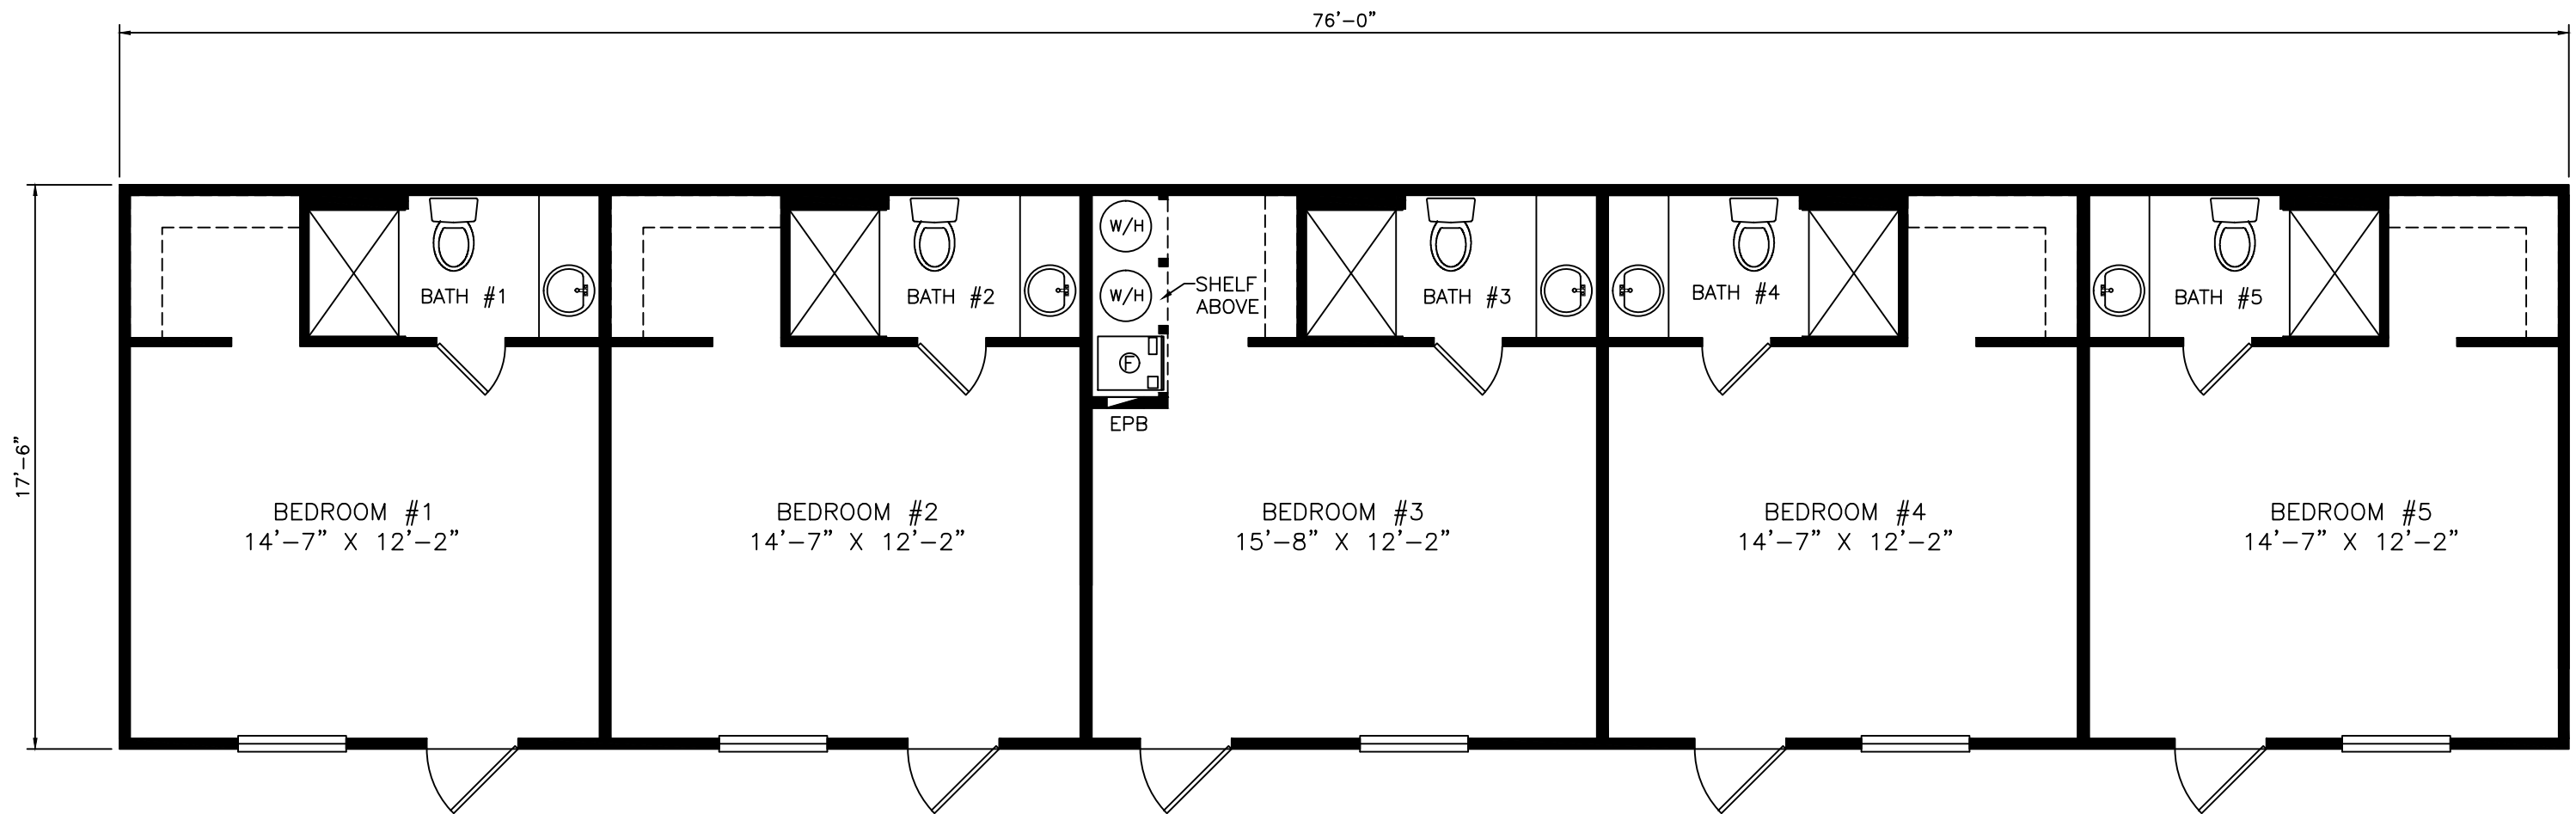 76'-0"
W/H
W/H
SHELF
ABOVE
BATH #1
BATH #2
BATH #3
BATH #4
BATH #5
F
EPB
17'-6"
BEDROOM #1
14'-7" X 12'-2"
BEDROOM #2
14'-7" X 12'-2"
BEDROOM #3
15'-8" X 12'-2"
BEDROOM #4
14'-7" X 12'-2"
BEDROOM #5
14'-7" X 12'-2"